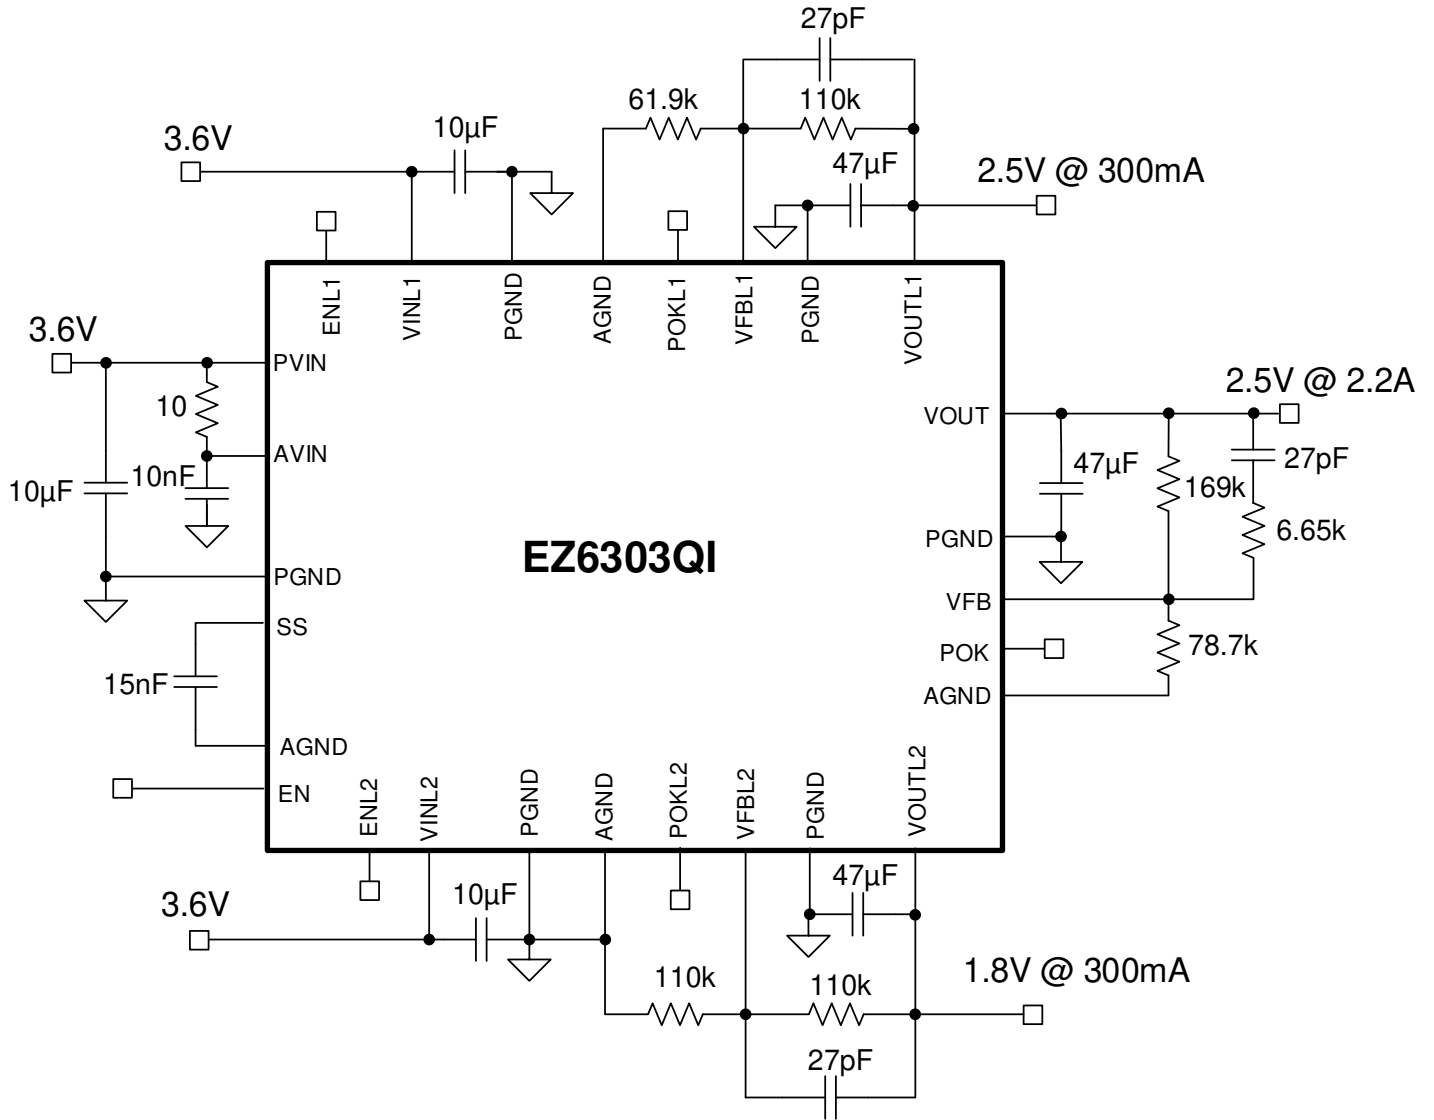 27pF
61.9k
110k
10µF
3.6V
47µF
2.5V @ 300mA
ENL1
VINL1
PGND
AGND
POKL1
VFBL1
PGND
VOUTL1
3.6V
PVIN
10
AVIN
10nF
10µF
PGND
SS
15nF
AGND
EN
EZ6303QI
2.5V @ 2.2A
VOUT
47µF
169k
27pF
6.65k
PGND
VFB
POK
78.7k
AGND
ENL2
VINL2
PGND
AGND
POKL2
VFBL2
PGND
VOUTL2
3.6V
10µF
47µF
110k
110k
1.8V @ 300mA
27pF